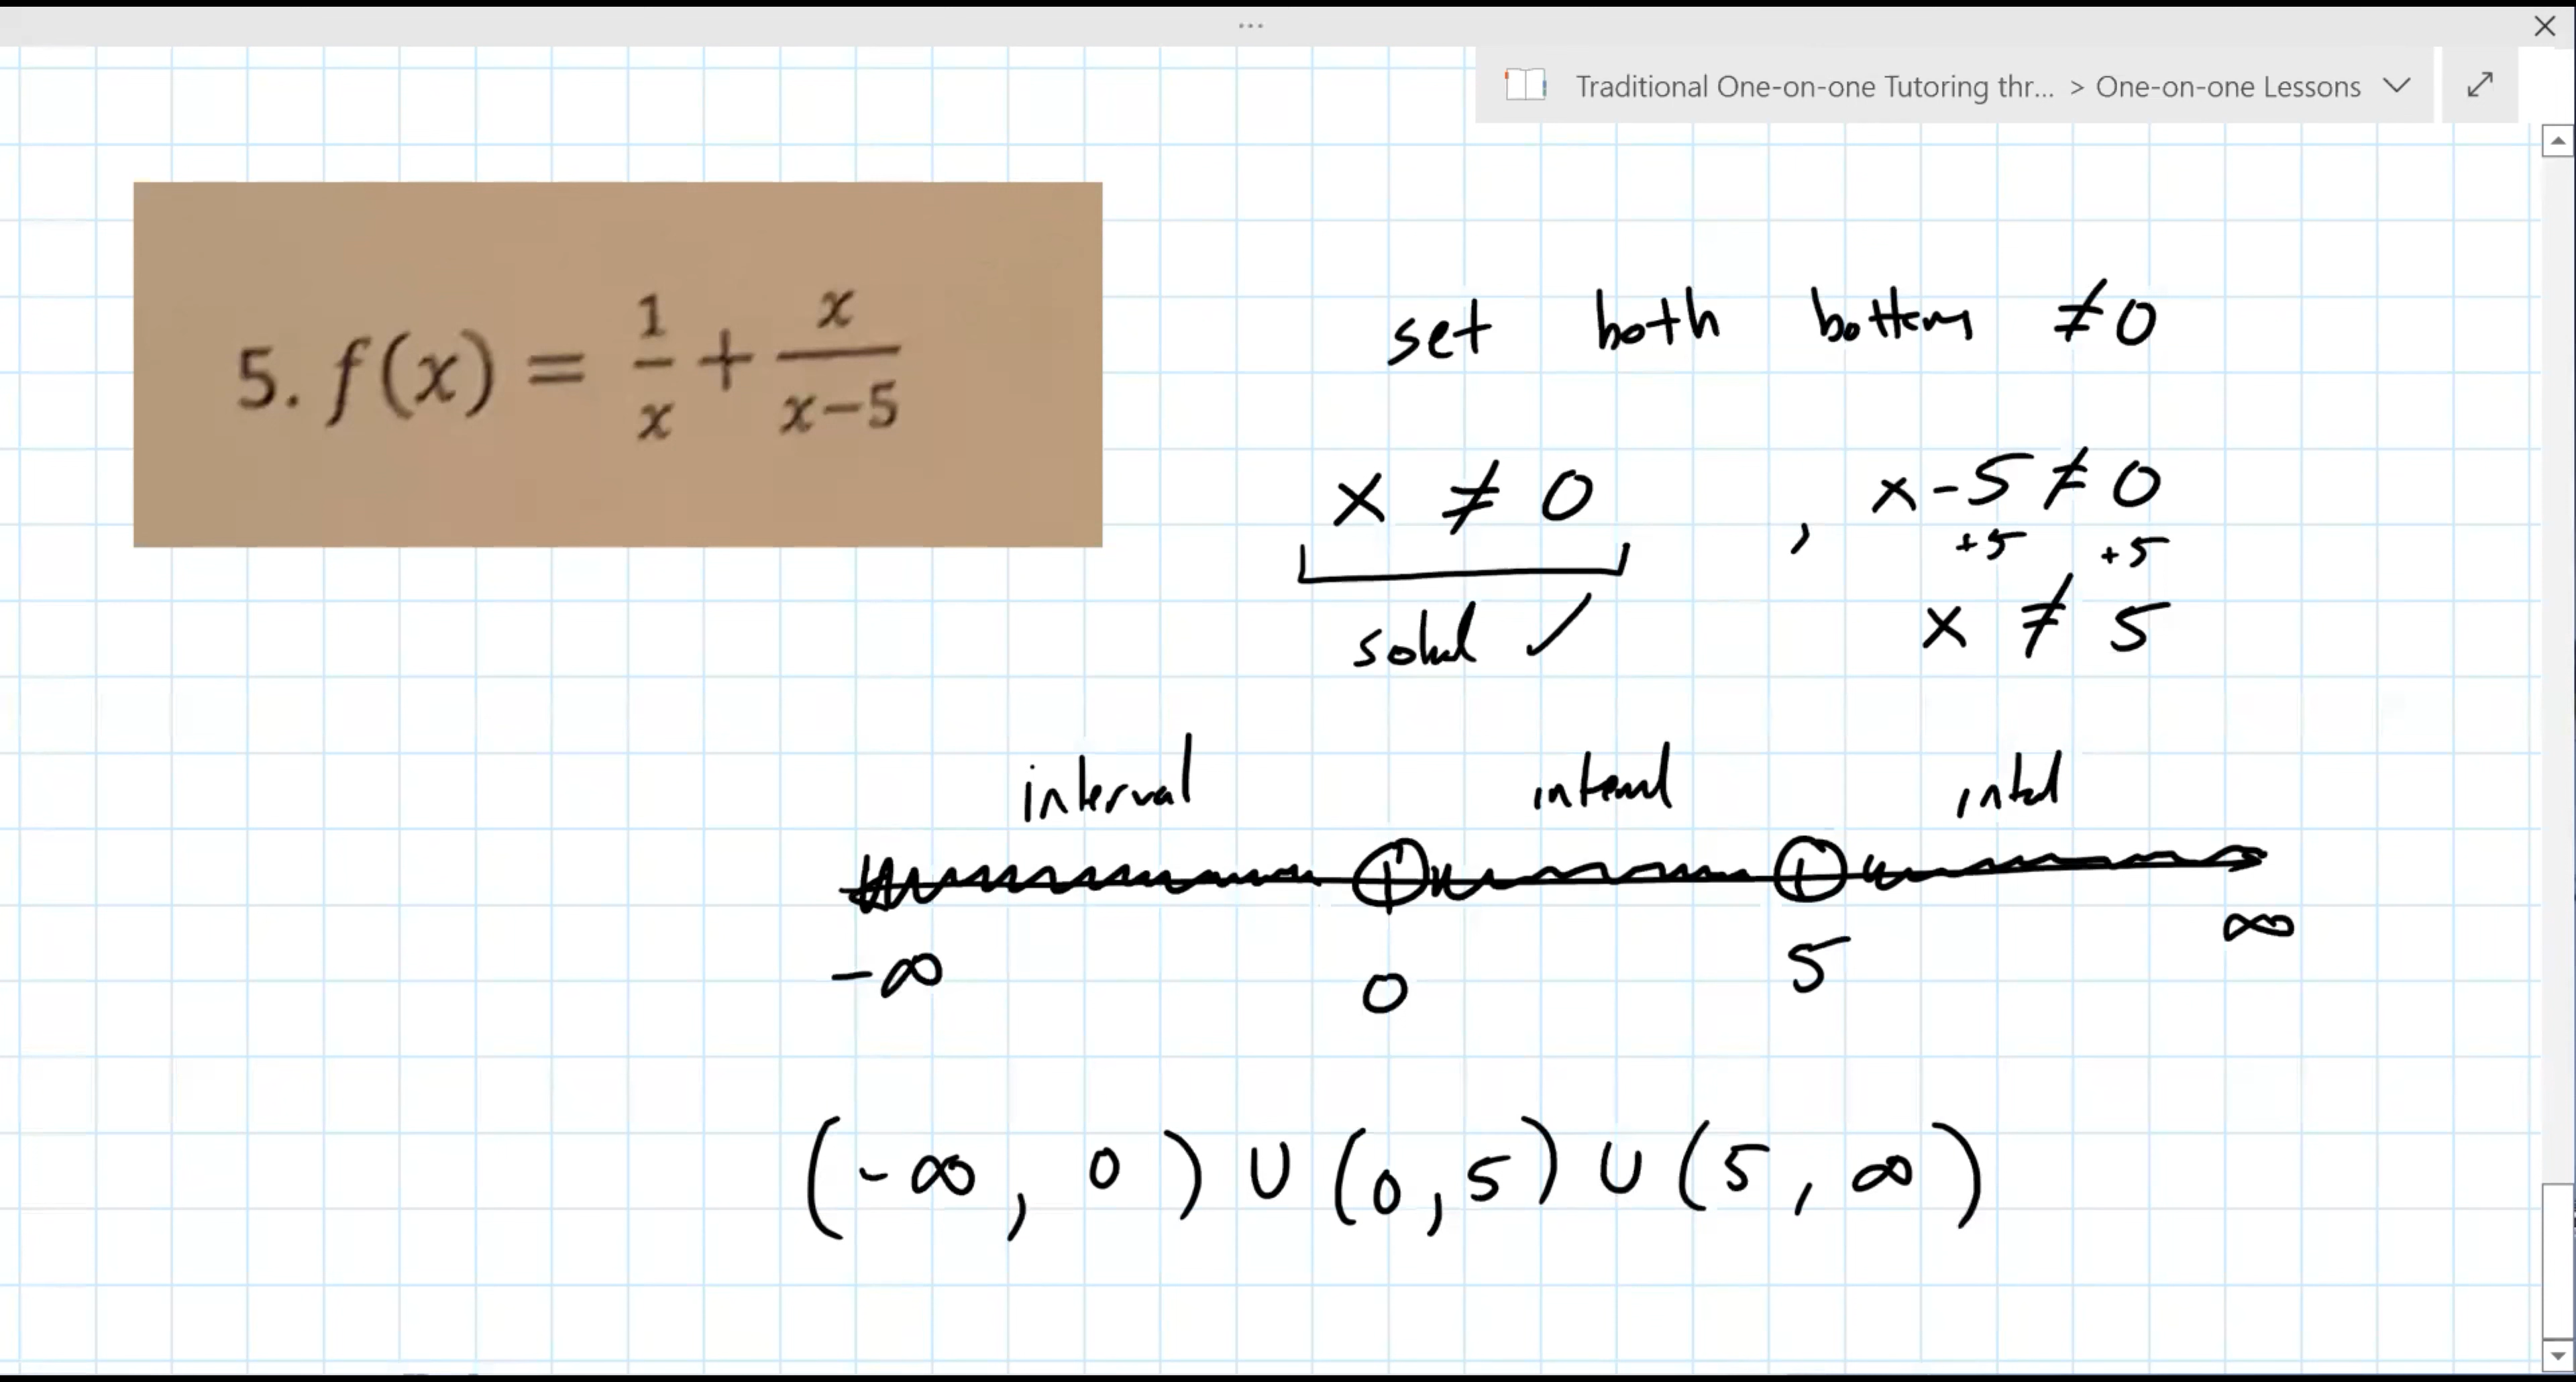 ...
Traditional One-on-one Tutoring thr... > One-on-one Lessons
5. f(x) = 1/x + x/(x-5)
set both bottoms ≠0
x ≠ 0 , x-5≠0
+5 +5
solved ✓ x ≠ 5
interval interval interval
-∞ 0 5 ∞
(-∞, 0) ∪ (0,5) ∪ (5, ∞)